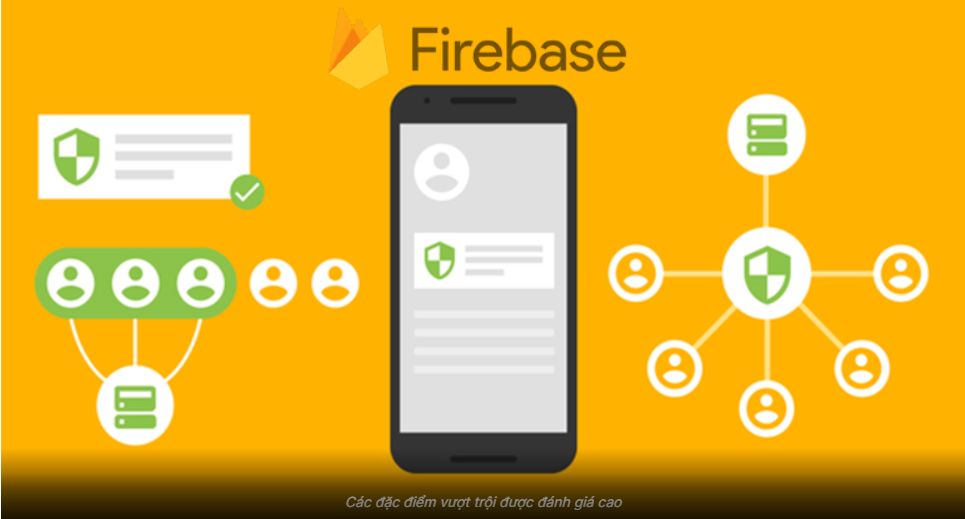 Firebase
Các đặc điểm vượt trội được đánh giá cao